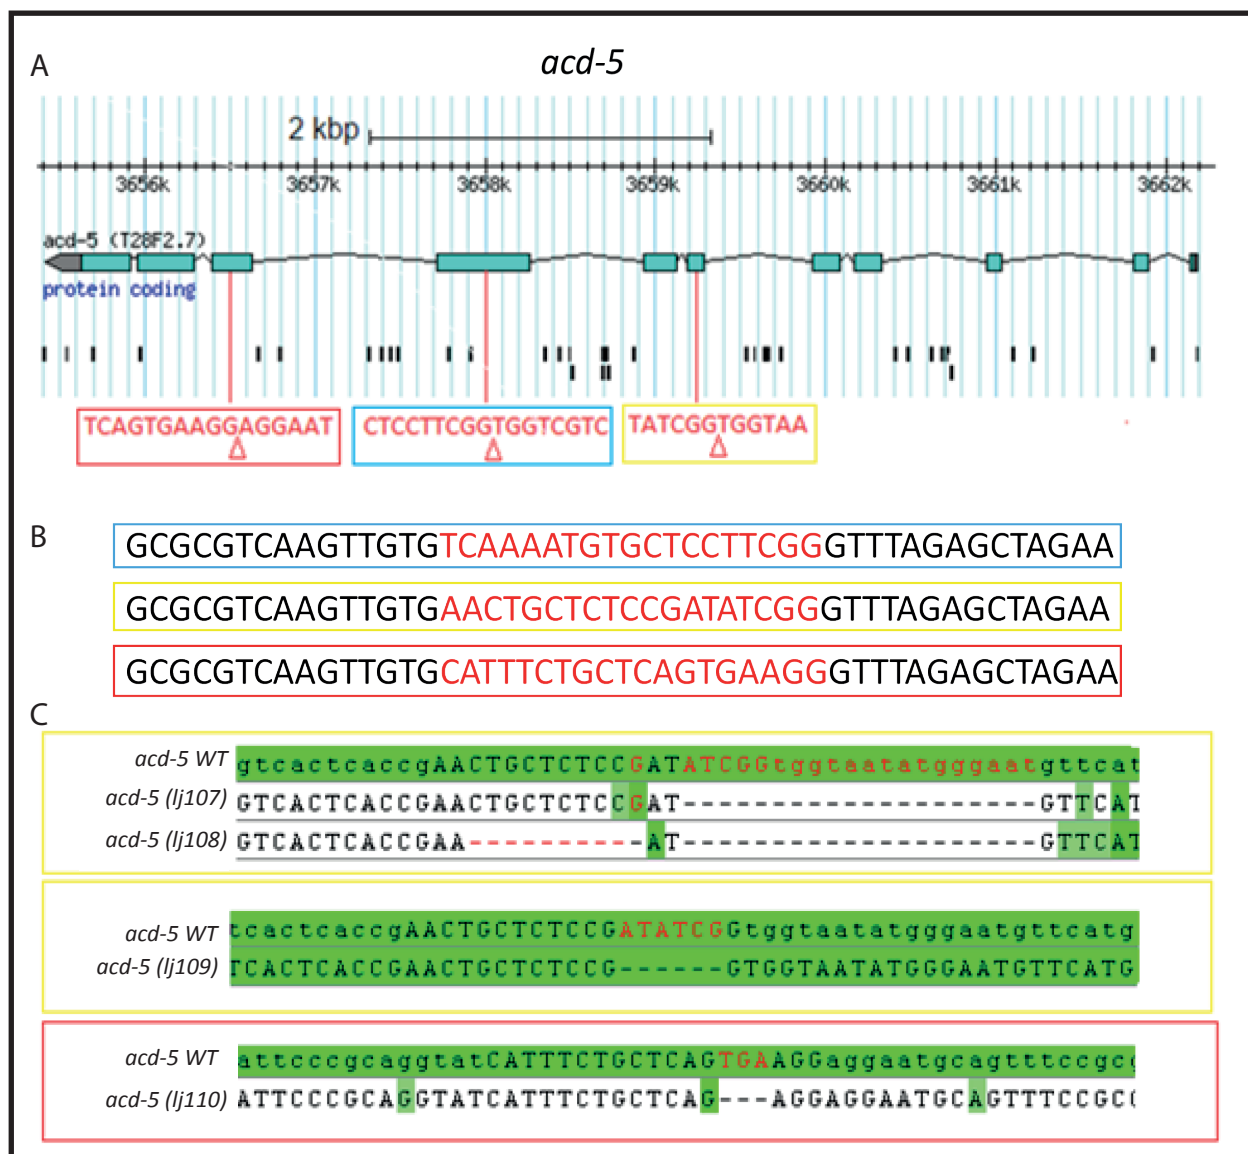 A
acd-5
2 kbp
3656k 3657k 3658k 3659k 3660k 3661k 3662k
acd-5 (T28F2.7)
protein coding
TCAGTGAAGGAGGAAT CTCCTTCGGTGGTCGTC TATCGGTGGTAA
B
GCGCGTCAAGTTGTGTCAAAATGTGCTCCTTCGGGTTTAGAGCTAGAA
GCGCGTCAAGTTGTGAACTGCTCTCCGATATCGGGTTTAGAGCTAGAA
GCGCGTCAAGTTGTGCATTTCTGCTCAGTGAAGGGTTTAGAGCTAGAA
C
acd-5 WT gtcactcaccgAACTGCTCTCCGATATCGGtggtaatatgggaatgttcat
acd-5 (lj107) GTCACTCACCGAACTGCTCTCCGAT--------------------GTTCAT
acd-5 (lj108) GTCACTCACCGAA----------AT--------------------GTTCAT
acd-5 WT tcactcaccgAACTGCTCTCCGATATCGGtggtaatatgggaatgttcatg
acd-5 (lj109) TCACTCACCGAACTGCTCTCCG------GTGGTAATATGGGAATGTTCATG
acd-5 WT attcccgcaggtatCATTTCTGCTCAGTGAAGGaggaatgcagtttccgcc
acd-5 (lj110) ATTCCCGCAGGTATCATTTCTGCTCAG---AGGAGGAATGCAGTTTCCGCC